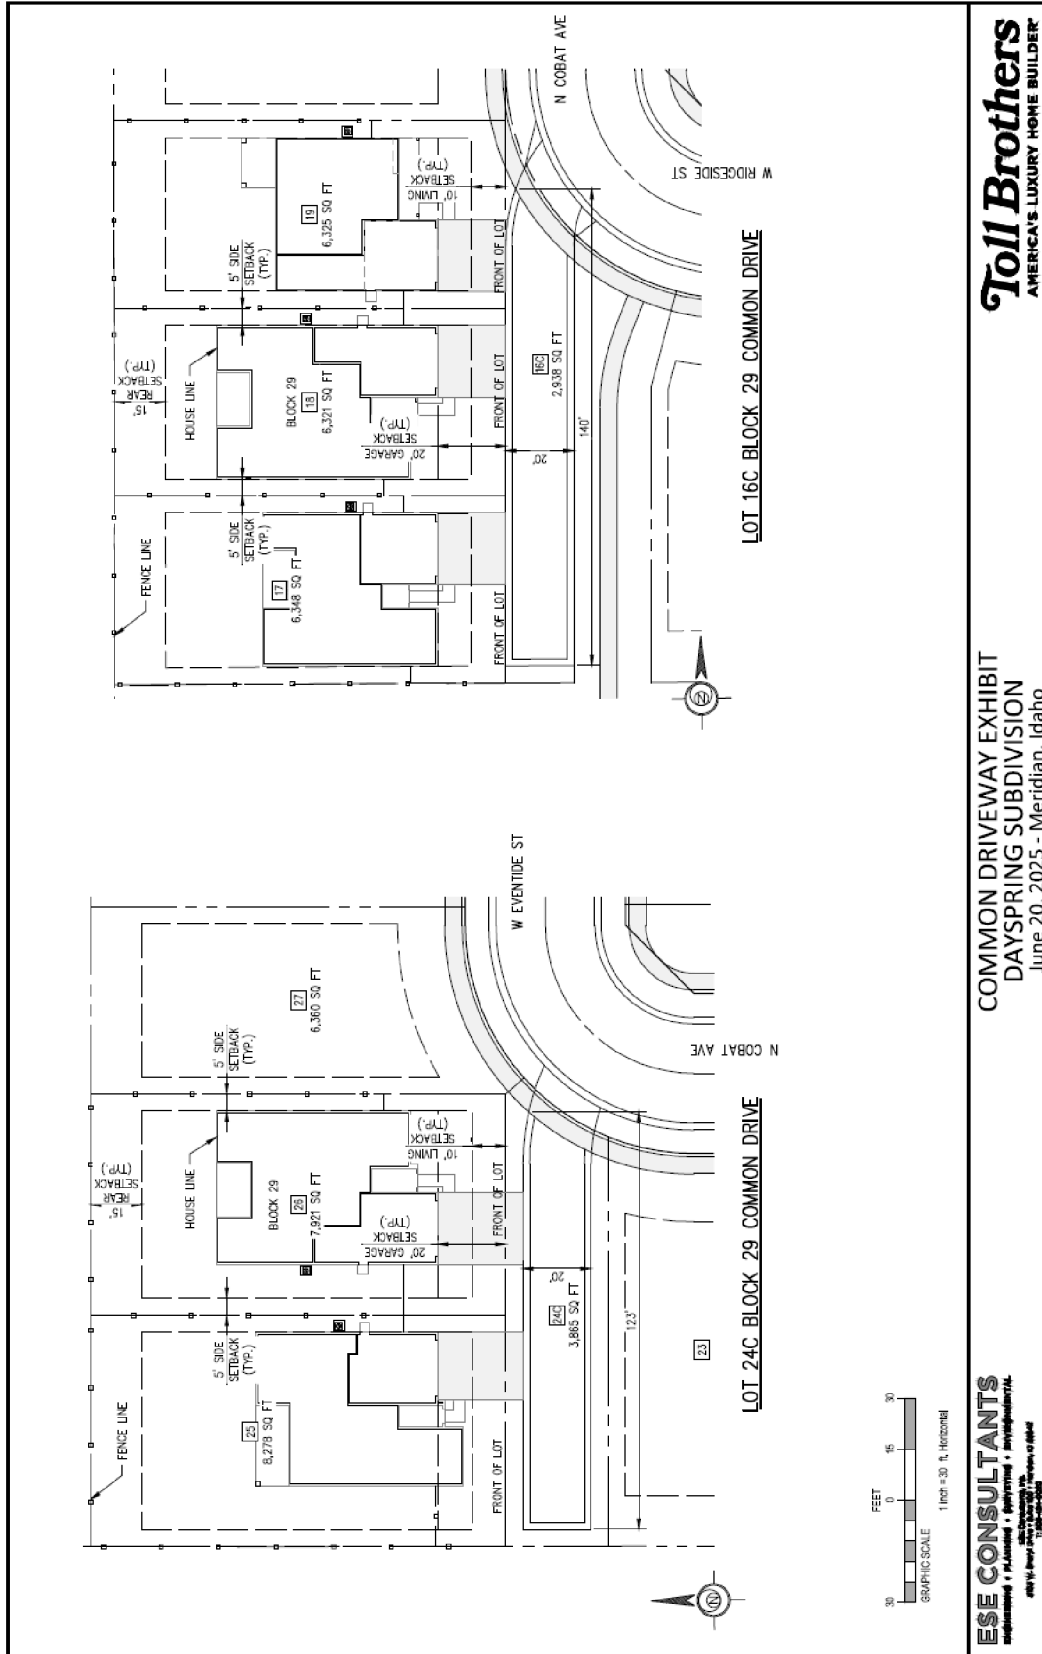 FENCE LINE
15'
REAR
SETBACK
(TYP.)
HOUSE LINE
5' SIDE
SETBACK
(TYP.)
5' SIDE
SETBACK
(TYP.)
25
8,278 SQ FT
BLOCK 29
26
7,921 SQ FT
27
6,360 SQ FT
20' GARAGE
SETBACK
(TYP.)
10' LIVING
SETBACK
(TYP.)
FRONT OF LOT
FRONT OF LOT
W EVENTIDE ST
24C
3,865 SQ FT
20'
123'
23
N COBAT AVE
LOT 24C BLOCK 29 COMMON DRIVE
N
FENCE LINE
15'
REAR
SETBACK
(TYP.)
HOUSE LINE
5' SIDE
SETBACK
(TYP.)
5' SIDE
SETBACK
(TYP.)
17
6,348 SQ FT
BLOCK 29
18
6,321 SQ FT
19
6,325 SQ FT
20' GARAGE
SETBACK
(TYP.)
10' LIVING
SETBACK
(TYP.)
FRONT OF LOT
FRONT OF LOT
FRONT OF LOT
N COBAT AVE
16C
2,938 SQ FT
20'
140'
W RIDGESIDE ST
LOT 16C BLOCK 29 COMMON DRIVE
N
FEET
30 0 15 30
GRAPHIC SCALE
1 inch = 30 ft. Horizontal
ESE CONSULTANTS
COMMON DRIVEWAY EXHIBIT
DAYSPRING SUBDIVISION
June 20, 2025 - Meridian, Idaho
Toll Brothers
AMERICA'S LUXURY HOME BUILDER®